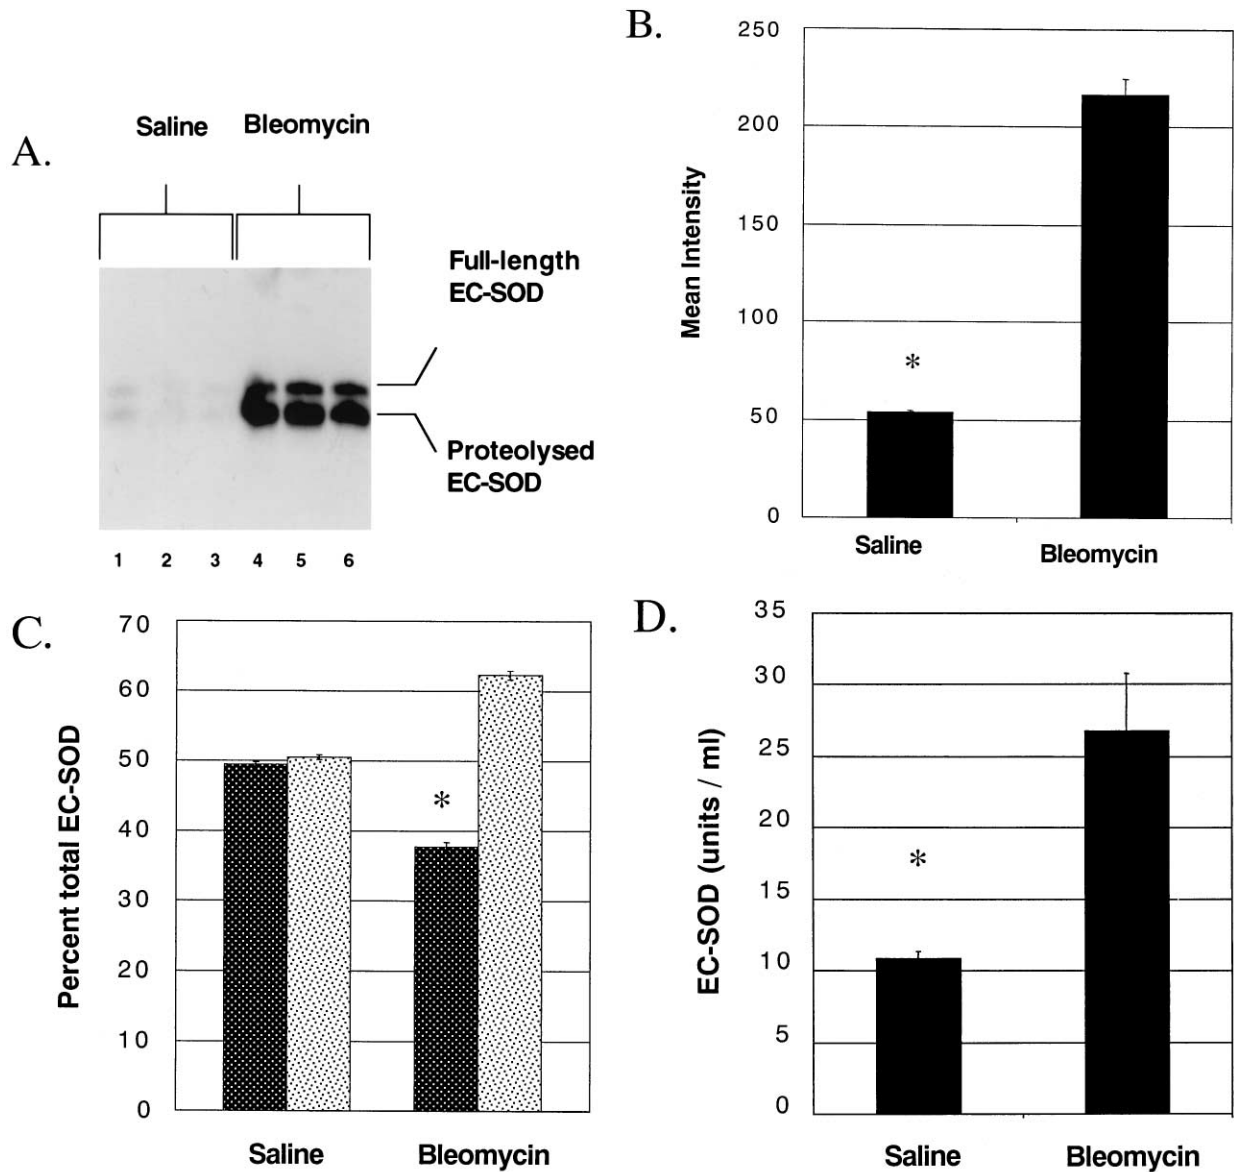 A.
Saline Bleomycin
Full-length
EC-SOD
Proteolysed
EC-SOD
1 2 3 4 5 6
B.
Mean Intensity
250
200
150
100
50
0
*
Saline Bleomycin
C.
Percent total EC-SOD
70
60
50
40
30
20
10
0
*
Saline Bleomycin
D.
EC-SOD (units / ml)
35
30
25
20
15
10
5
0
*
Saline Bleomycin